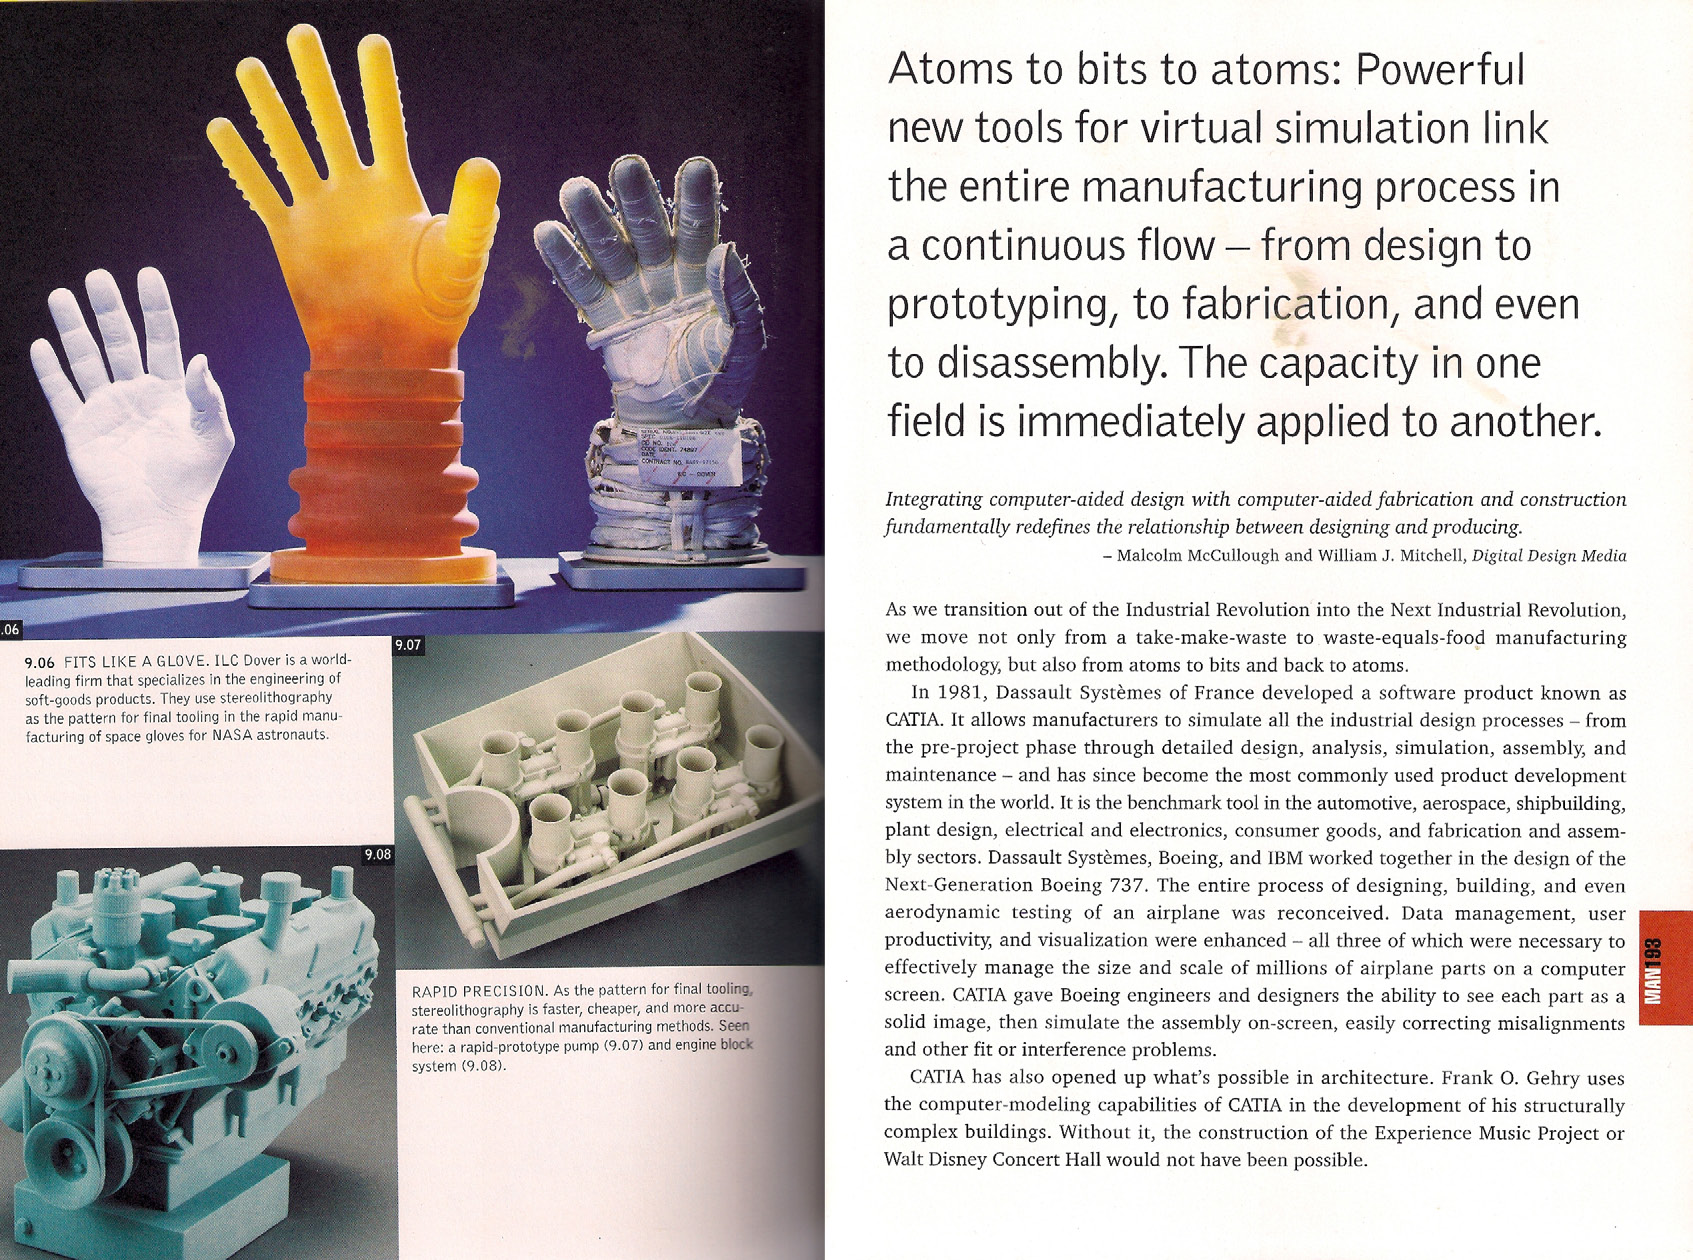 .06
9.06 FITS LIKE A GLOVE. ILC Dover is a world-
leading firm that specializes in the engineering of
soft-goods products. They use stereolithography
as the pattern for final tooling in the rapid manu-
facturing of space gloves for NASA astronauts.
CODE IDENT. 74897
DATE
CONTRACT NO.
DOVER
9.07
9.08
RAPID PRECISION. As the pattern for final tooling,
stereolithography is faster, cheaper, and more accu-
rate than conventional manufacturing methods. Seen
here: a rapid-prototype pump (9.07) and engine block
system (9.08).
Atoms to bits to atoms: Powerful
new tools for virtual simulation link
the entire manufacturing process in
a continuous flow – from design to
prototyping, to fabrication, and even
to disassembly. The capacity in one
field is immediately applied to another.
Integrating computer-aided design with computer-aided fabrication and construction
fundamentally redefines the relationship between designing and producing.
– Malcolm McCullough and William J. Mitchell, Digital Design Media
As we transition out of the Industrial Revolution into the Next Industrial Revolution,
we move not only from a take-make-waste to waste-equals-food manufacturing
methodology, but also from atoms to bits and back to atoms.
In 1981, Dassault Systèmes of France developed a software product known as
CATIA. It allows manufacturers to simulate all the industrial design processes – from
the pre-project phase through detailed design, analysis, simulation, assembly, and
maintenance – and has since become the most commonly used product development
system in the world. It is the benchmark tool in the automotive, aerospace, shipbuilding,
plant design, electrical and electronics, consumer goods, and fabrication and assem-
bly sectors. Dassault Systèmes, Boeing, and IBM worked together in the design of the
Next-Generation Boeing 737. The entire process of designing, building, and even
aerodynamic testing of an airplane was reconceived. Data management, user
productivity, and visualization were enhanced – all three of which were necessary to
effectively manage the size and scale of millions of airplane parts on a computer
screen. CATIA gave Boeing engineers and designers the ability to see each part as a
solid image, then simulate the assembly on-screen, easily correcting misalignments
and other fit or interference problems.
CATIA has also opened up what's possible in architecture. Frank O. Gehry uses
the computer-modeling capabilities of CATIA in the development of his structurally
complex buildings. Without it, the construction of the Experience Music Project or
Walt Disney Concert Hall would not have been possible.
MAN193